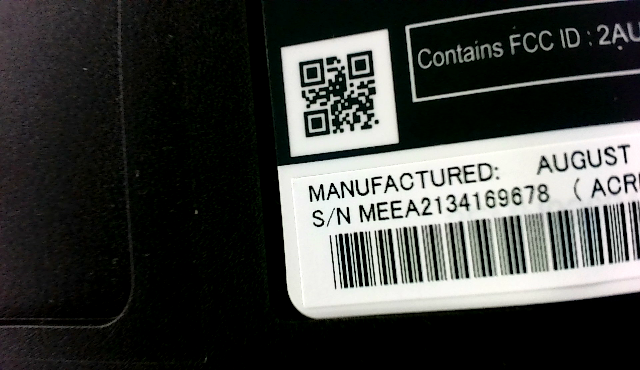 Contains FCC ID : 2AU
MANUFACTURED: AUGUST
S/N MEEA2134169678 ( ACR